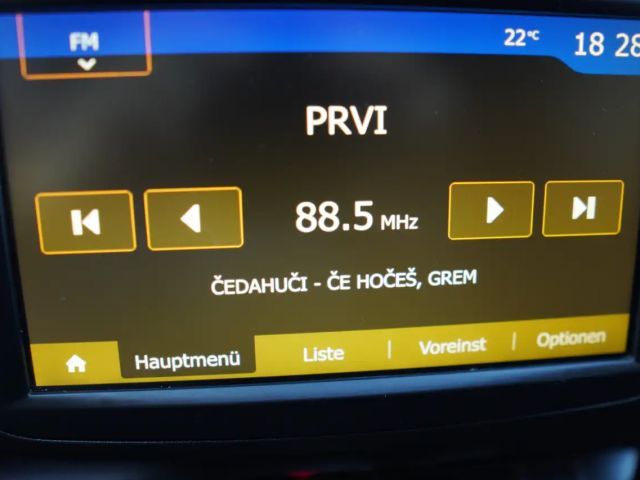 FM
22°C
18 28
PRVI
88.5 MHz
ČEDAHUČI - ČE HOČEŠ, GREM
Hauptmenü
Liste
Voreinst
Optionen